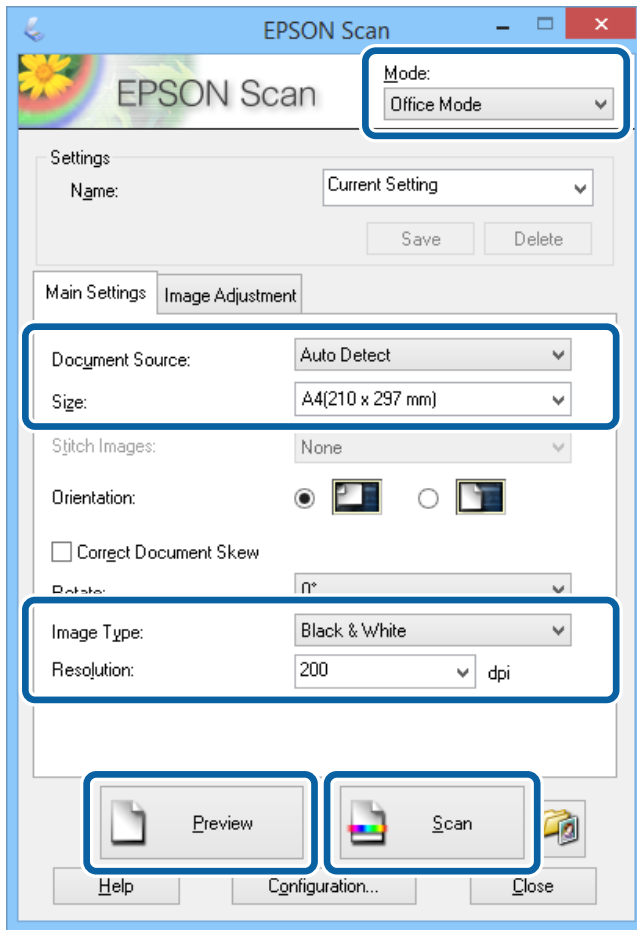 EPSON Scan
EPSON Scan
Mode:
Office Mode
Settings
Name:
Current Setting
Save
Delete
Main Settings
Image Adjustment
Document Source:
Auto Detect
Size:
A4(210 x 297 mm)
Stitch Images:
None
Orientation:
Correct Document Skew
Rotate:
0°
Image Type:
Black & White
Resolution:
200
dpi
Preview
Scan
Help
Configuration...
Close